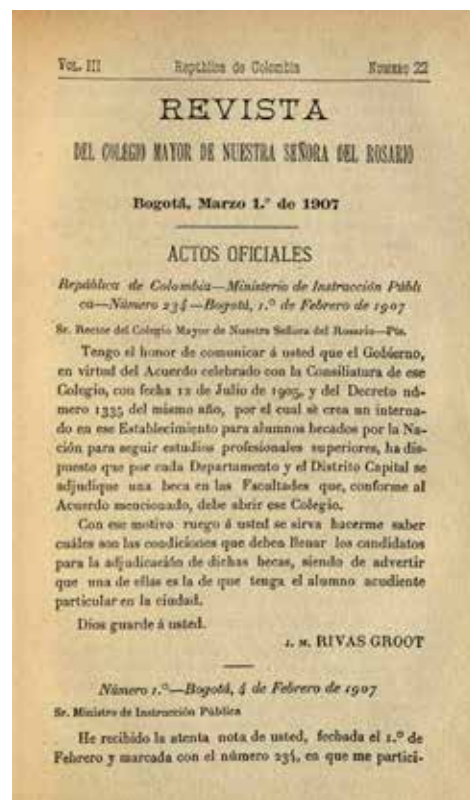 VOL. III República de Colombia NUMERO 22
REVISTA
DEL COLEGIO MAYOR DE NUESTRA SEÑORA DEL ROSARIO
Bogotá, Marzo 1.º de 1907
ACTOS OFICIALES
República de Colombia—Ministerio de Instrucción Públi
ca—Número 234—Bogotá, 1.º de Febrero de 1907
Sr. Rector del Colegio Mayor de Nuestra Señora del Rosario—Pte.
Tengo el honor de comunicar á usted que el Gobierno,
en virtud del Acuerdo celebrado con la Consiliatura de ese
Colegio, con fecha 12 de Julio de 1905, y del Decreto nú-
mero 1335 del mismo año, por el cual se crea un interna-
do en ese Establecimiento para alumnos becados por la Na-
ción para seguir estudios profesionales superiores, ha dis-
puesto que por cada Departamento y el Distrito Capital se
adjudique una beca en las Facultades que, conforme al
Acuerdo mencionado, debe abrir ese Colegio.
Con ese motivo ruego á usted se sirva hacerme saber
cuáles son las condiciones que deben llenar los candidatos
para la adjudicación de dichas becas, siendo de advertir
que una de ellas es la de que tenga el alumno acudiente
particular en la ciudad.
Dios guarde á usted.
J. M. RIVAS GROOT
Número 1.º—Bogotá, 4 de Febrero de 1907
Sr. Ministro de Instrucción Pública
He recibido la atenta nota de usted, fechada el 1.º de
Febrero y marcada con el número 234, en que me partici-